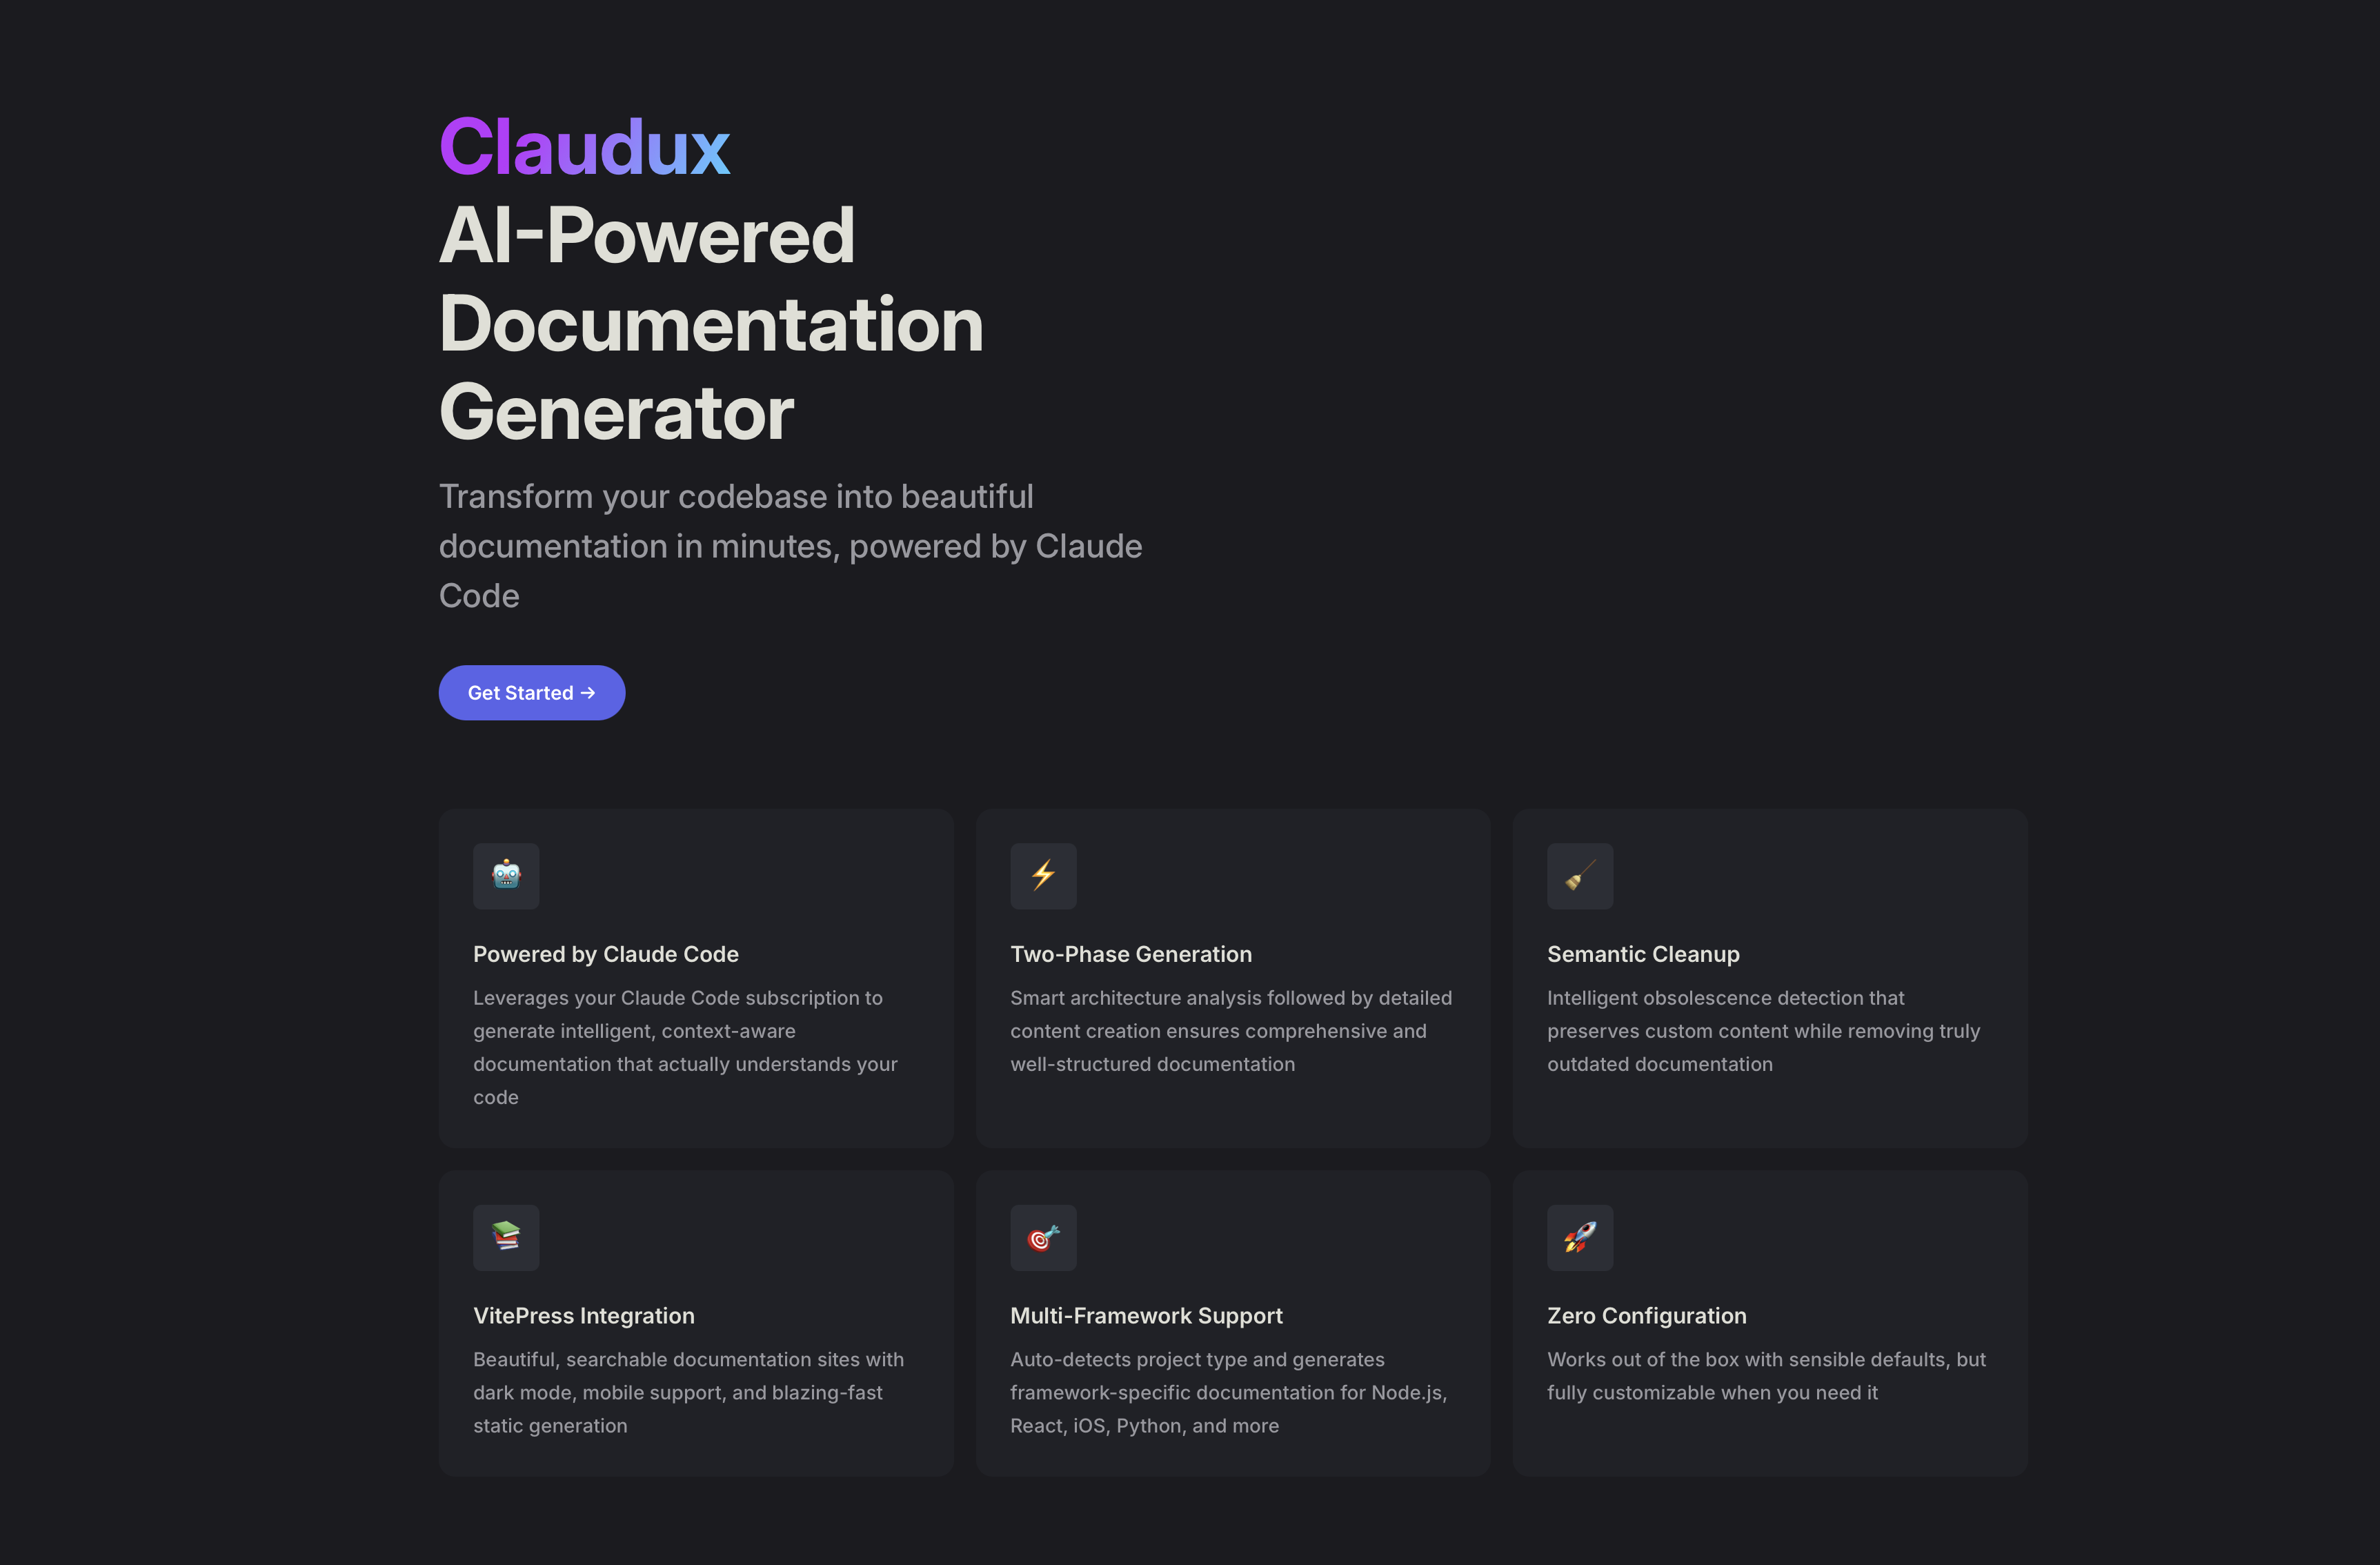 Claudux
AI-Powered
Documentation
Generator
Transform your codebase into beautiful
documentation in minutes, powered by Claude
Code
Get Started →
Powered by Claude Code
Leverages your Claude Code subscription to
generate intelligent, context-aware
documentation that actually understands your
code
Two-Phase Generation
Smart architecture analysis followed by detailed
content creation ensures comprehensive and
well-structured documentation
Semantic Cleanup
Intelligent obsolescence detection that
preserves custom content while removing truly
outdated documentation
VitePress Integration
Beautiful, searchable documentation sites with
dark mode, mobile support, and blazing-fast
static generation
Multi-Framework Support
Auto-detects project type and generates
framework-specific documentation for Node.js,
React, iOS, Python, and more
Zero Configuration
Works out of the box with sensible defaults, but
fully customizable when you need it